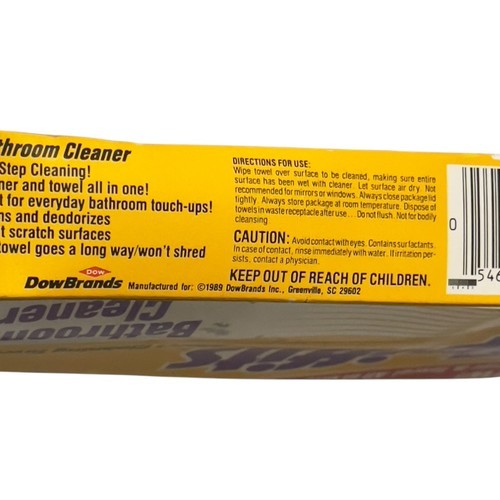 throom Cleaner
Step Cleaning!
ner and towel all in one!
t for everyday bathroom touch-ups!
ns and deodorizes
t scratch surfaces
owel goes a long way/won't shred
DOW
DowBrands
Manufactured for: ©1989 DowBrands Inc., Greenville, SC 29602
DIRECTIONS FOR USE:
Wipe towel over surface to be cleaned, making sure entire
surface has been wet with cleaner. Let surface air dry. Not
recommended for mirrors or windows. Always close package lid
tightly. Always store package at room temperature. Dispose of
towels in waste receptacle after use... Do not flush. Not for bodily
cleansing.
CAUTION: Avoid contact with eyes. Contains surfactants.
In case of contact, rinse immediately with water. If irritation per-
sists, contact a physician.
KEEP OUT OF REACH OF CHILDREN.
0
546
Bathroom
Cleaner